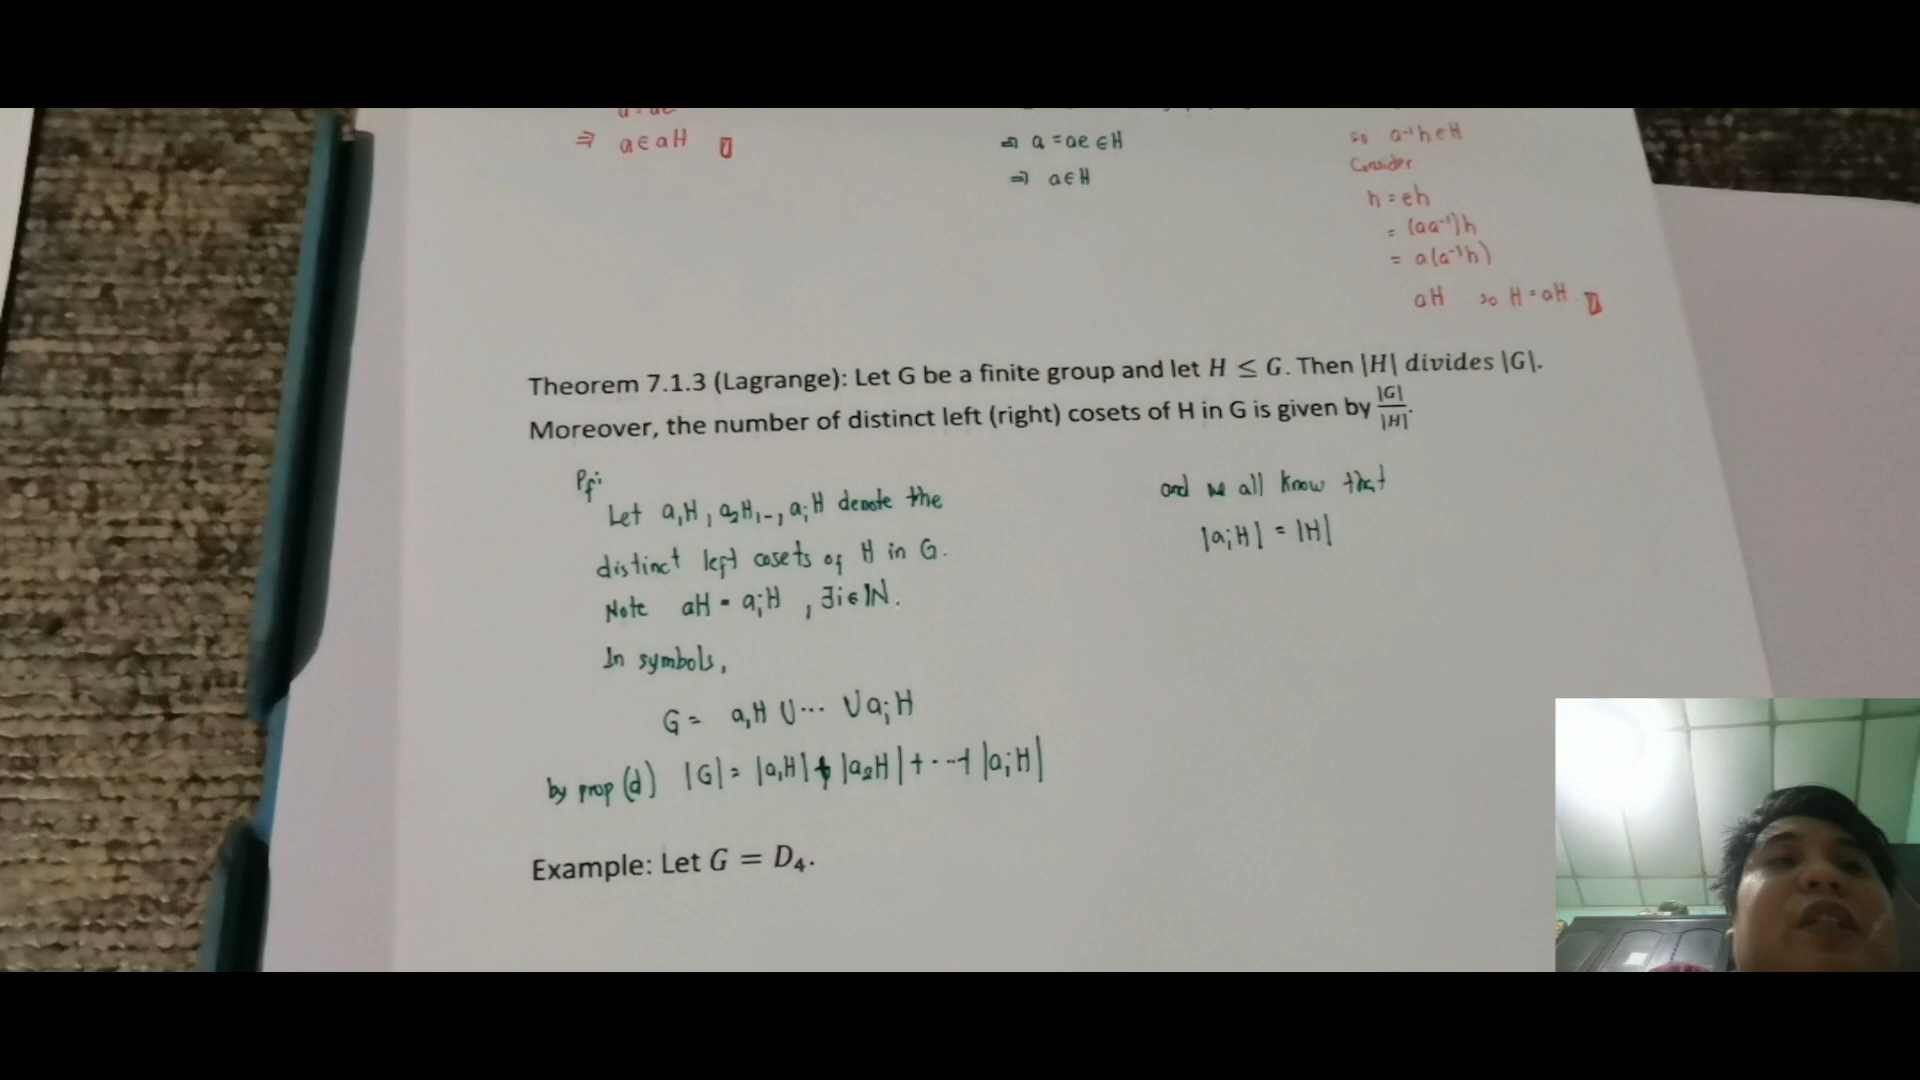 ⇒ a∈aH
⇒ a = ae ∈H
⇒ a∈H
so a⁻¹h∈H
Consider
h = eh
= (aa⁻¹)h
= a(a⁻¹h)
aH so H = aH
Theorem 7.1.3 (Lagrange): Let G be a finite group and let H ≤ G. Then |H| divides |G|.
Moreover, the number of distinct left (right) cosets of H in G is given by |G|/|H|.
Pf:
Let a₁H, a₂H, --, aᵢH denote the
distinct left cosets of H in G.
Note aH = aᵢH , ∃i∈ℕ.
In symbols,
G = a₁H ∪ ··· ∪ aᵢH
by prop (d) |G| = |a₁H| + |a₂H| + ··· + |aᵢH|
and we all know that
|aᵢH| = |H|
Example: Let G = D₄.